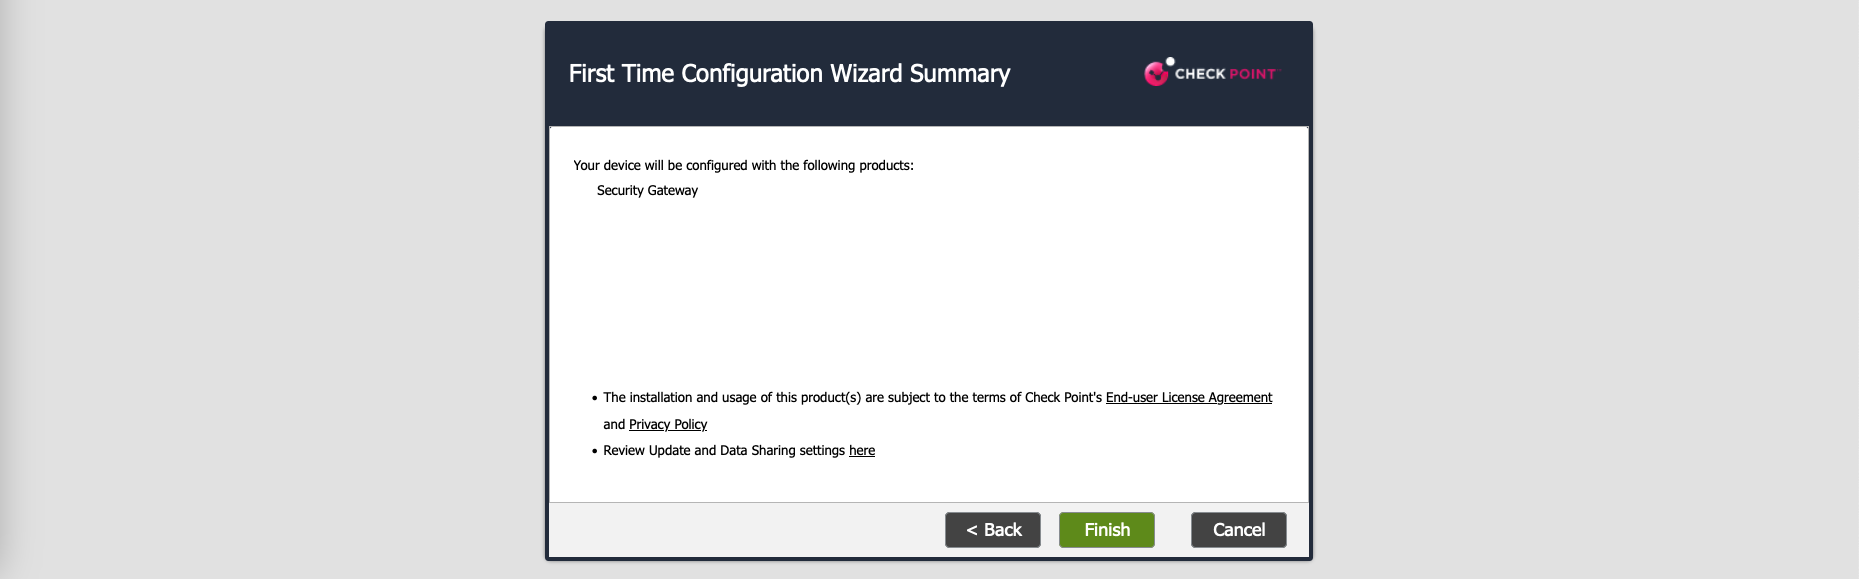 First Time Configuration Wizard Summary
CHECK POINT
Your device will be configured with the following products:
Security Gateway
• The installation and usage of this product(s) are subject to the terms of Check Point's End-user License Agreement
and Privacy Policy
• Review Update and Data Sharing settings here
< Back Finish Cancel